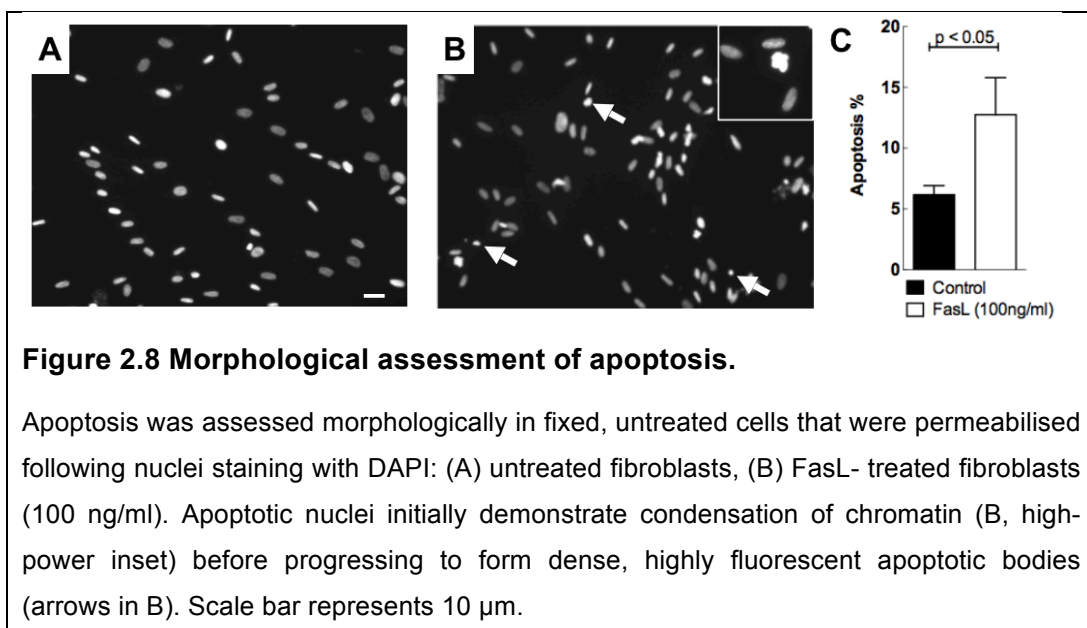 A
B
C
20
15
10
5
0
Apoptosis %
p < 0.05
Control
FasL (100ng/ml)
Figure 2.8 Morphological assessment of apoptosis.
Apoptosis was assessed morphologically in fixed, untreated cells that were permeabilised
following nuclei staining with DAPI: (A) untreated fibroblasts, (B) FasL- treated fibroblasts
(100 ng/ml). Apoptotic nuclei initially demonstrate condensation of chromatin (B, high-
power inset) before progressing to form dense, highly fluorescent apoptotic bodies
(arrows in B). Scale bar represents 10 µm.